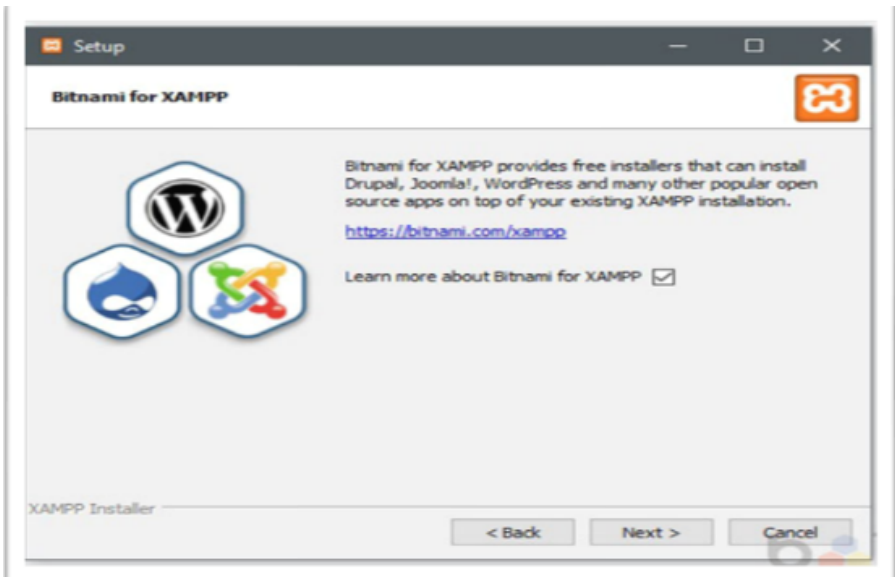 Setup
Bitnami for XAMPP
Bitnami for XAMPP provides free installers that can install
Drupal, Joomla!, WordPress and many other popular open
source apps on top of your existing XAMPP installation.
https://bitnami.com/xampp
Learn more about Bitnami for XAMPP
XAMPP Installer
< Back Next > Cancel